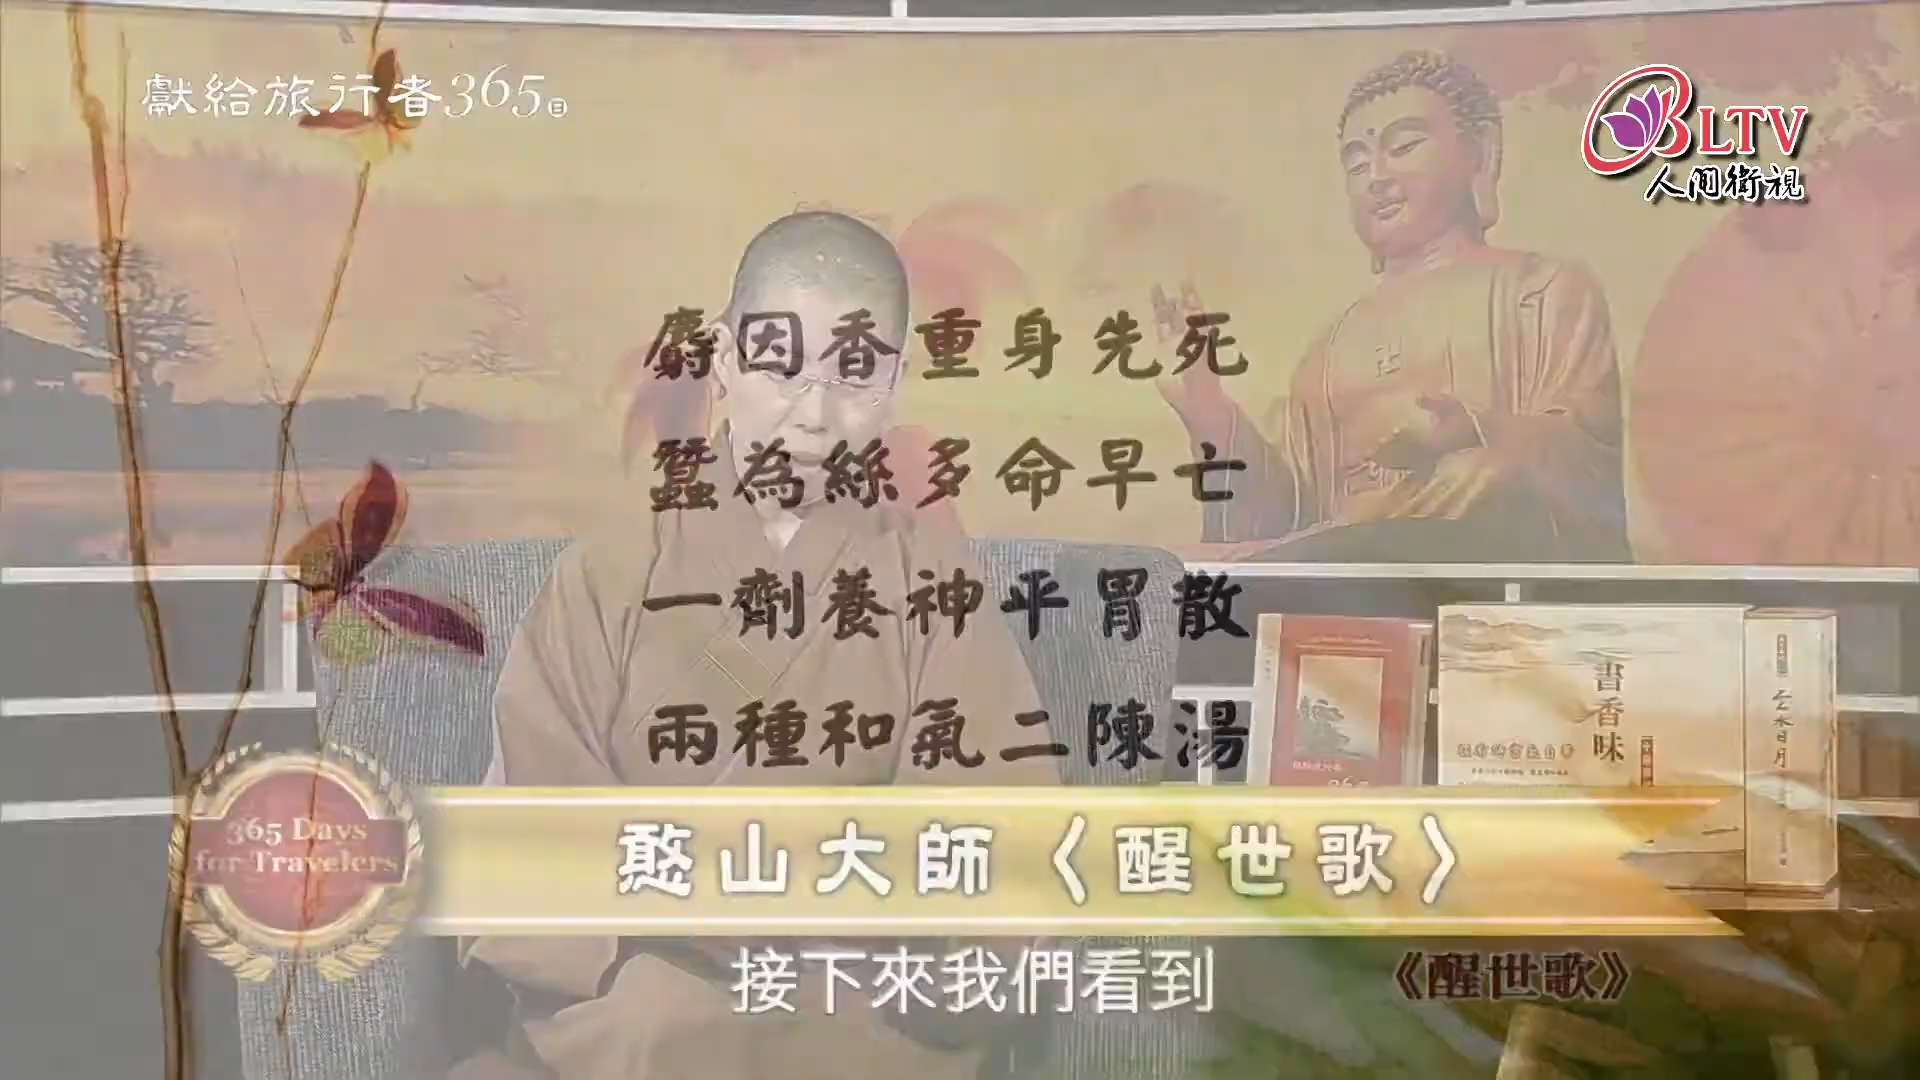 獻給旅行者365日
BLTV
人間衛視
麝因香重身先死
蠶為絲多命早亡
一劑養神平胃散
兩種和氣二陳湯
書香味
365 Days
for Travelers
憨山大師〈醒世歌〉
接下來我們看到
《醒世歌》